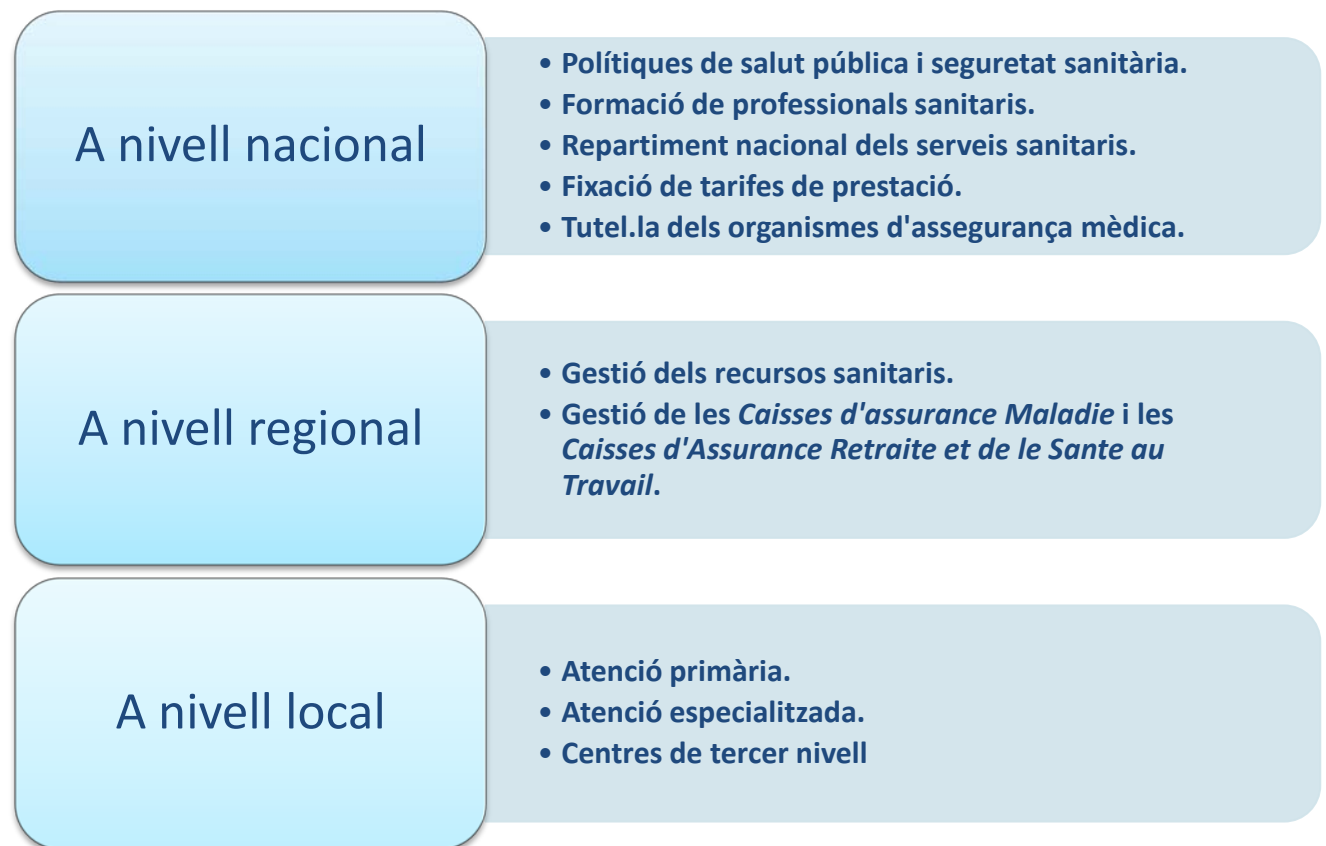 A nivell nacional
• Polítiques de salut pública i seguretat sanitària.
• Formació de professionals sanitaris.
• Repartiment nacional dels serveis sanitaris.
• Fixació de tarifes de prestació.
• Tutel.la dels organismes d'assegurança mèdica.
A nivell regional
• Gestió dels recursos sanitaris.
• Gestió de les Caisses d'assurance Maladie i les
Caisses d'Assurance Retraite et de le Sante au
Travail.
A nivell local
• Atenció primària.
• Atenció especialitzada.
• Centres de tercer nivell